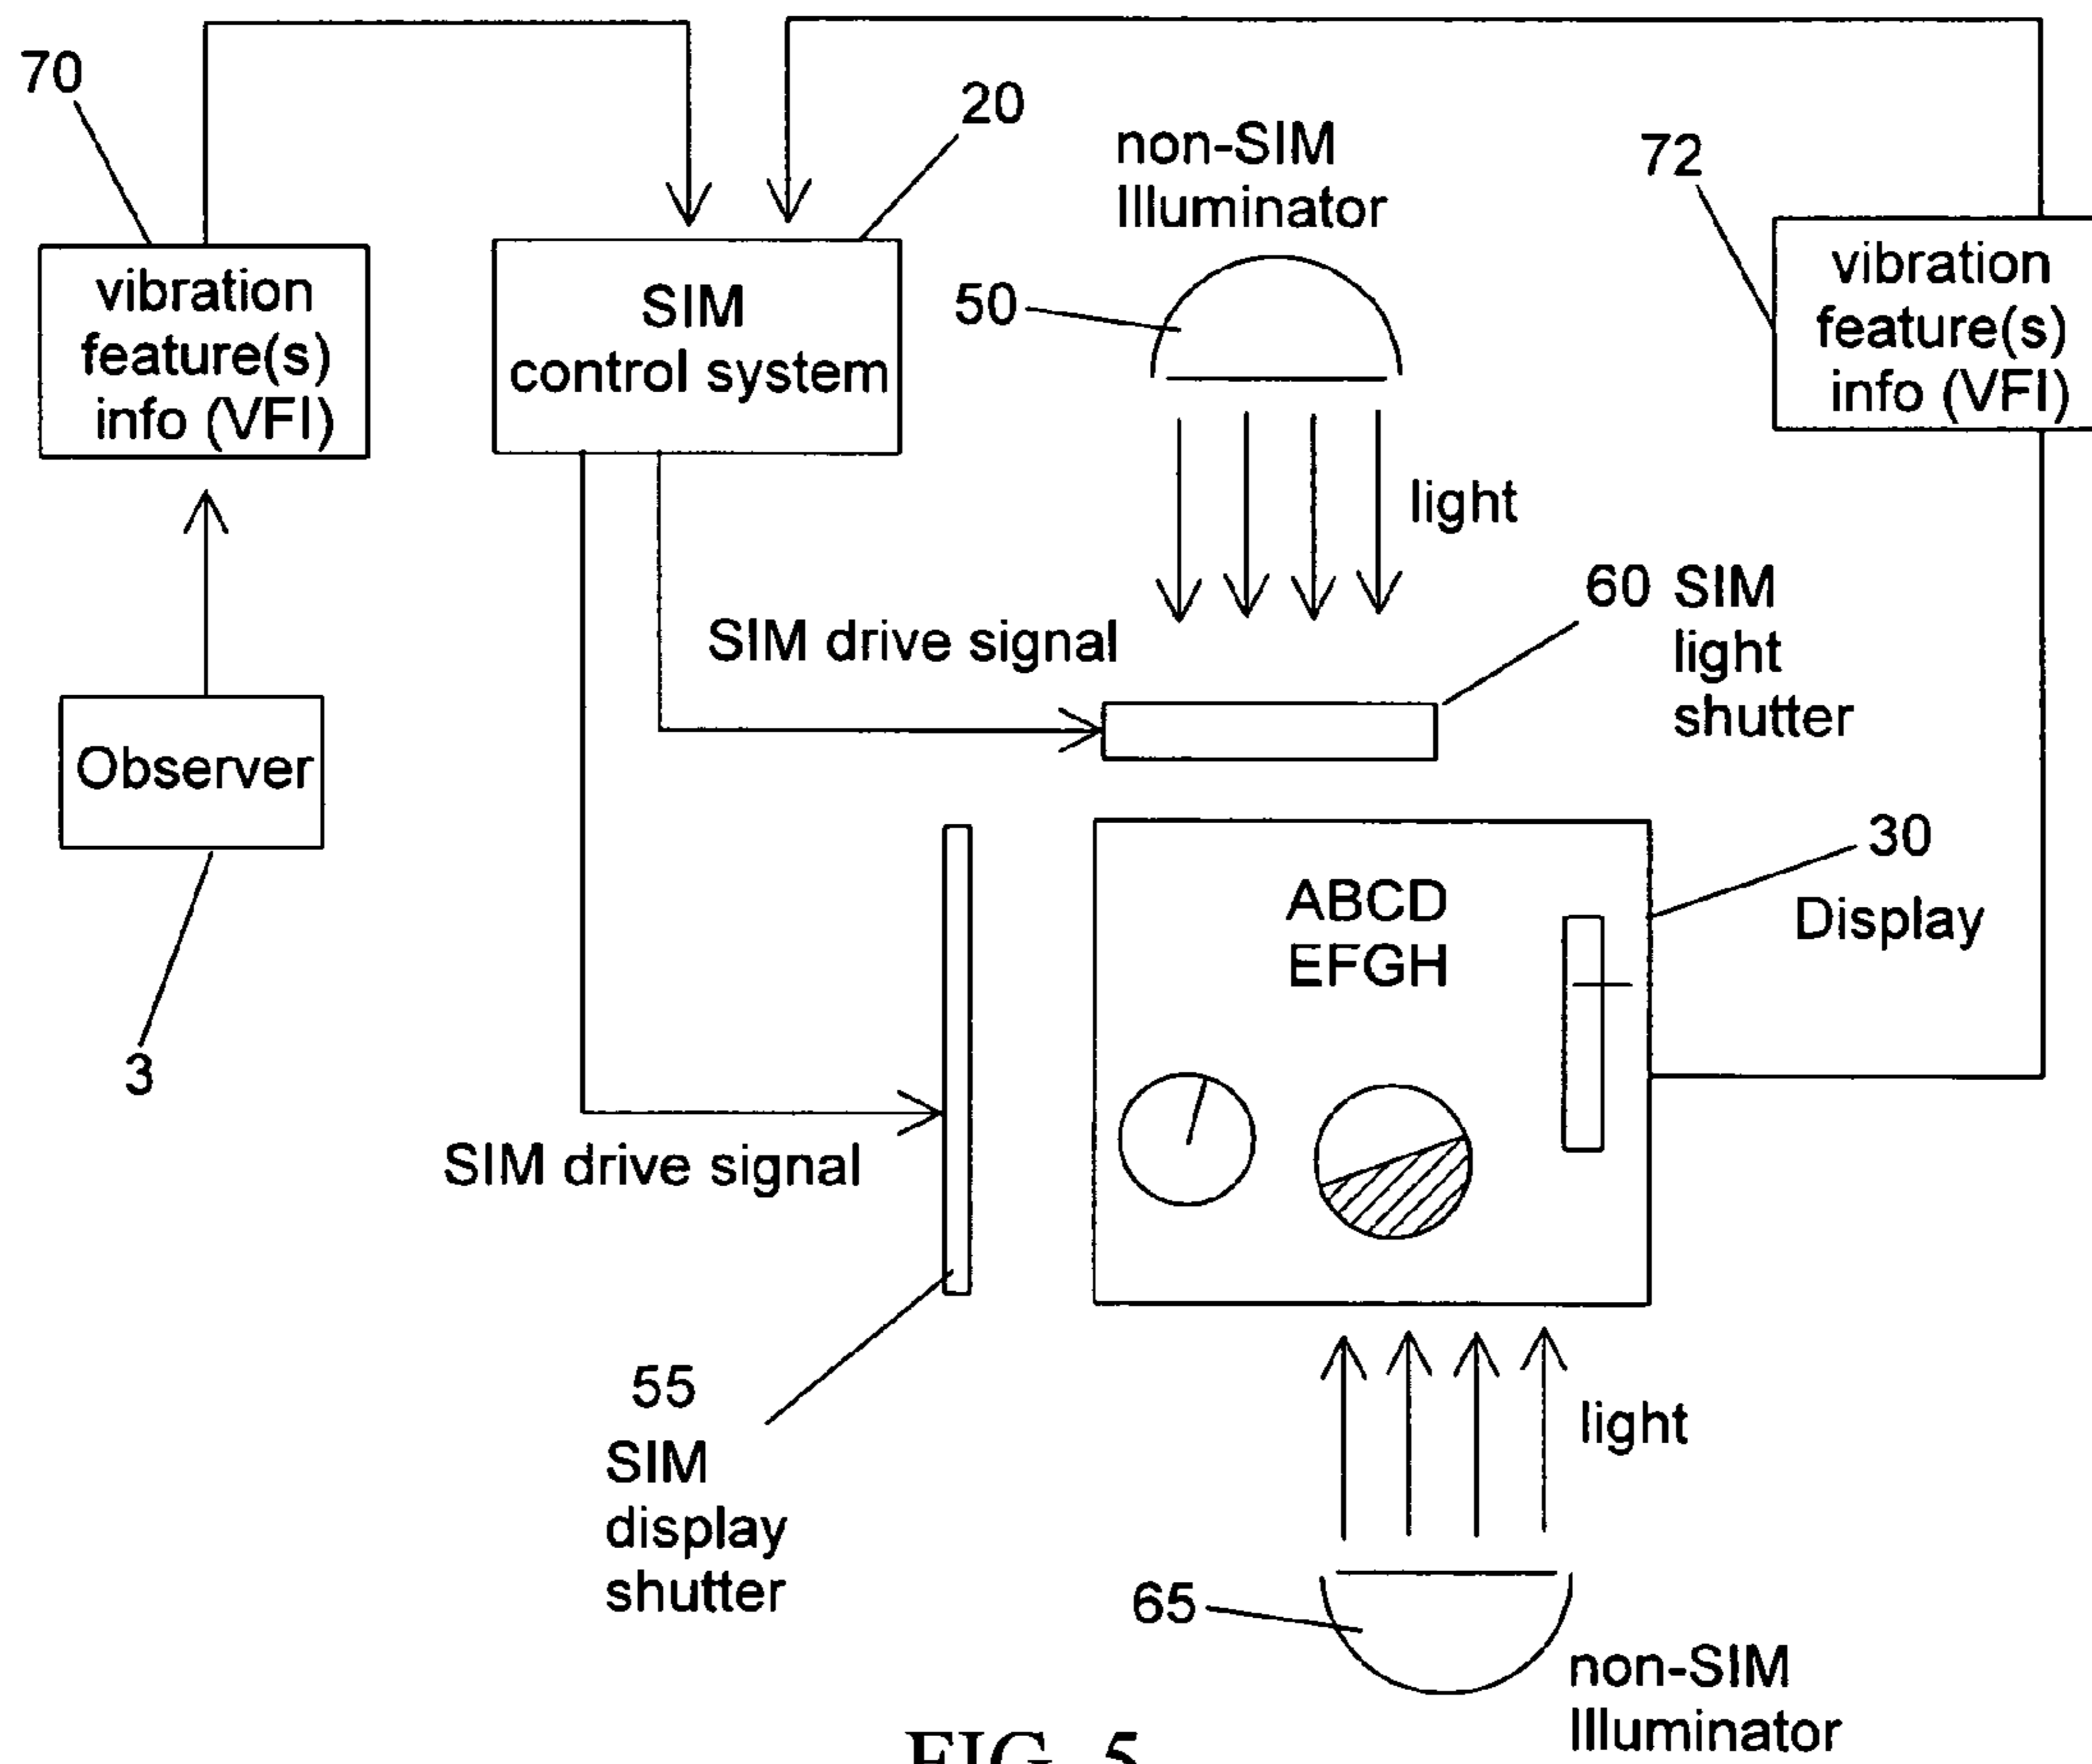 70
20
non-SIM
Illuminator
72
vibration
feature(s)
info (VFI)
SIM
control system
50
vibration
feature(s)
info (VFI)
light
60 SIM
light
shutter
SIM drive signal
Observer
30
Display
ABCD
EFGH
3
SIM drive signal
55
SIM
display
shutter
light
65
non-SIM
Illuminator
FIG. 5